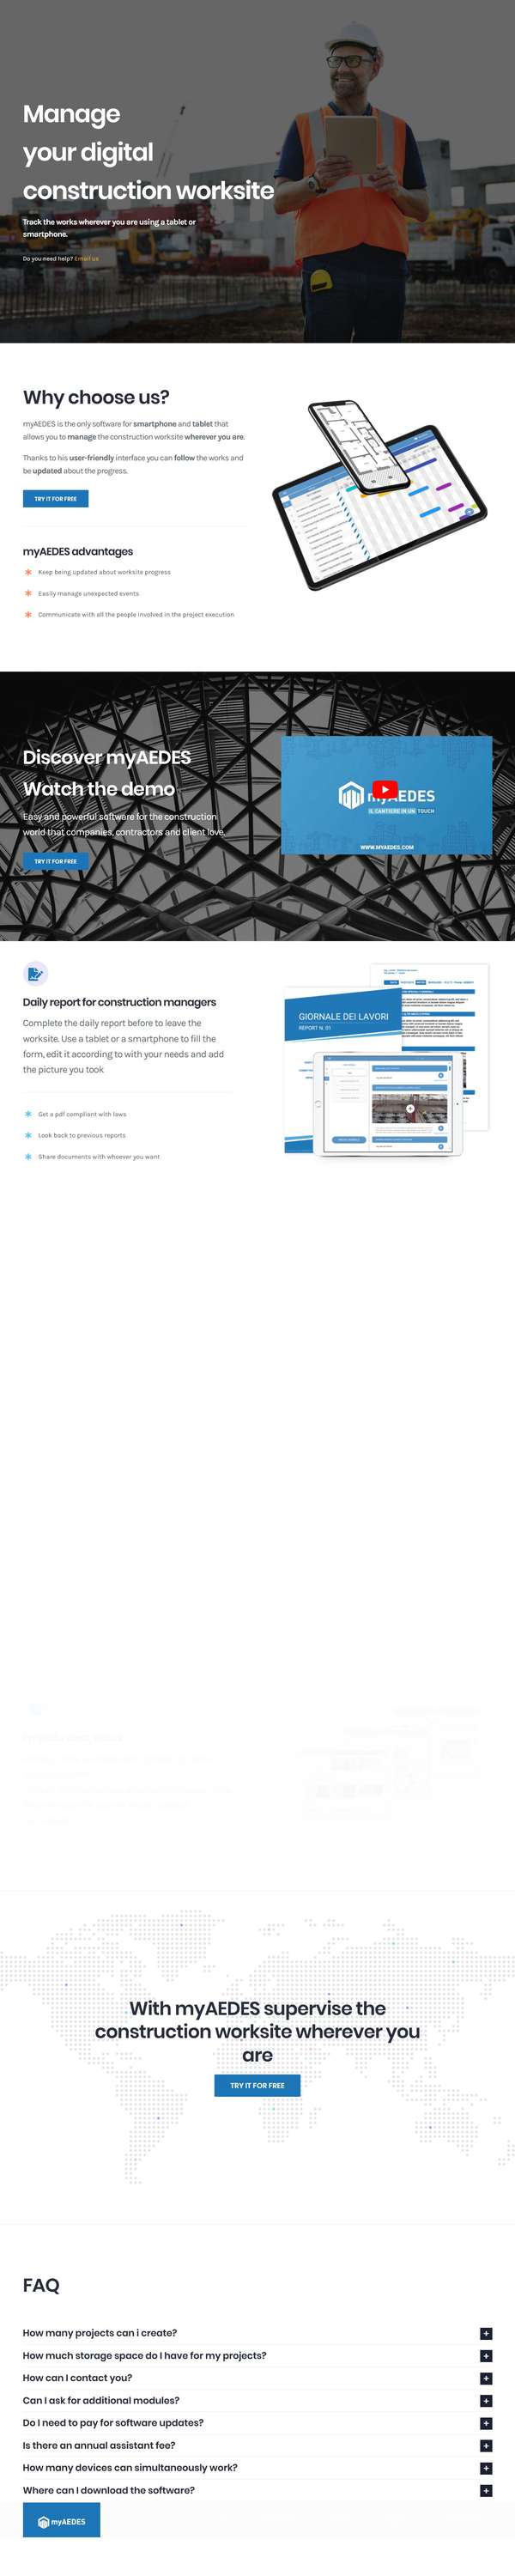 Manage
your digital
construction worksite
Track the works wherever you are using a tablet or
smartphone.
Do you need help? Email us
Why choose us?
myAEDES is the only software for smartphone and tablet that
allows you to manage the construction worksite wherever you are.
Thanks to his user-friendly interface you can follow the works and
be updated about the progress.
TRY IT FOR FREE
myAEDES advantages
Keep being updated about worksite progress
Easily manage unexpected events
Communicate with all the people involved in the project execution
Discover myAEDES
Watch the demo
Easy and powerful software for the construction
world that companies, contractors and client love.
TRY IT FOR FREE
myAEDES
IL CANTIERE IN UN TOUCH
WWW.MYAEDES.COM
Daily report for construction managers
Complete the daily report before to leave the
worksite. Use a tablet or a smartphone to fill the
form, edit it according to with your needs and add
the picture you took
Get a pdf compliant with laws
Look back to previous reports
Share documents with whoever you want
GIORNALE DEI LAVORI
REPORT N. 01
With myAEDES supervise the
construction worksite wherever you
are
TRY IT FOR FREE
FAQ
How many projects can i create?
How much storage space do I have for my projects?
How can I contact you?
Can I ask for additional modules?
Do I need to pay for software updates?
Is there an annual assistant fee?
How many devices can simultaneously work?
Where can I download the software?
myAEDES